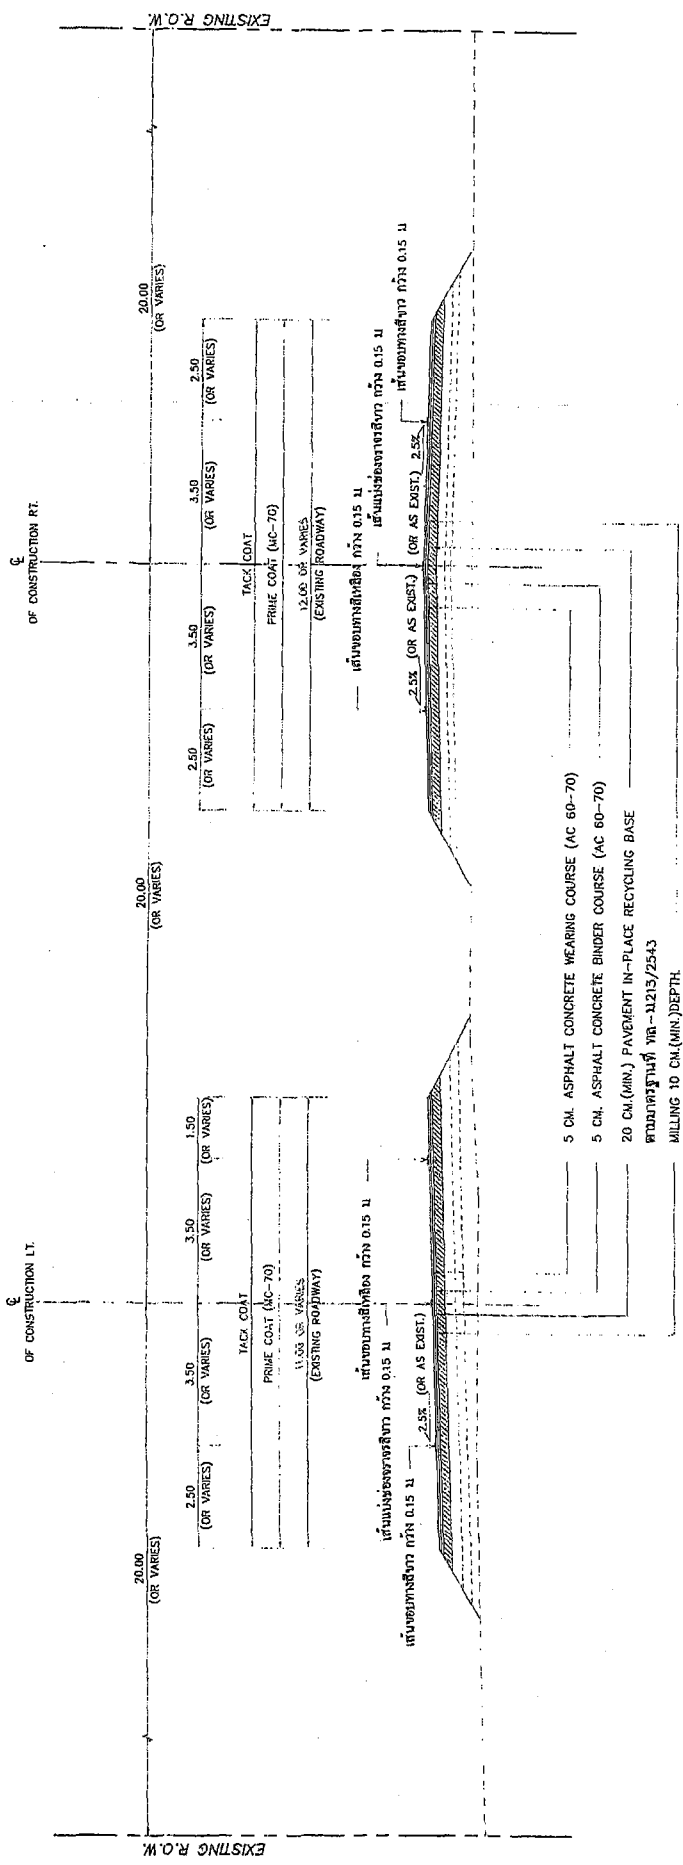 EXISTING R.O.W.
EXISTING R.O.W.
℄
OF CONSTRUCTION LT.
℄
OF CONSTRUCTION RT.
20.00
(OR VARIES)
20.00
(OR VARIES)
20.00
(OR VARIES)
2.50
(OR VARIES)
3.50
(OR VARIES)
3.50
(OR VARIES)
1.50
(OR VARIES)
TACK COAT
PRIME COAT (MC-70)
11.00 OR VARIES
(EXISTING ROADWAY)
2.50
(OR VARIES)
3.50
(OR VARIES)
3.50
(OR VARIES)
2.50
(OR VARIES)
TACK COAT
PRIME COAT (MC-70)
12.00 OR VARIES
(EXISTING ROADWAY)
เส้นขอบทางสีเหลือง กว้าง 0.15 ม
เส้นแบ่งช่องจราจรสีขาว กว้าง 0.15 ม
เส้นขอบทางสีขาว กว้าง 0.15 ม
2.5% (OR AS EXIST.)
เส้นขอบทางสีเหลือง กว้าง 0.15 ม
เส้นแบ่งช่องจราจรสีขาว กว้าง 0.15 ม
เส้นขอบทางสีขาว กว้าง 0.15 ม
2.5% (OR AS EXIST.)
(OR AS EXIST.) 2.5%
5 CM. ASPHALT CONCRETE WEARING COURSE (AC 60-70)
5 CM. ASPHALT CONCRETE BINDER COURSE (AC 60-70)
20 CM.(MIN.) PAVEMENT IN-PLACE RECYCLING BASE
ตามมาตรฐานที่ ทล-ม213/2543
MILLING 10 CM.(MIN.)DEPTH.